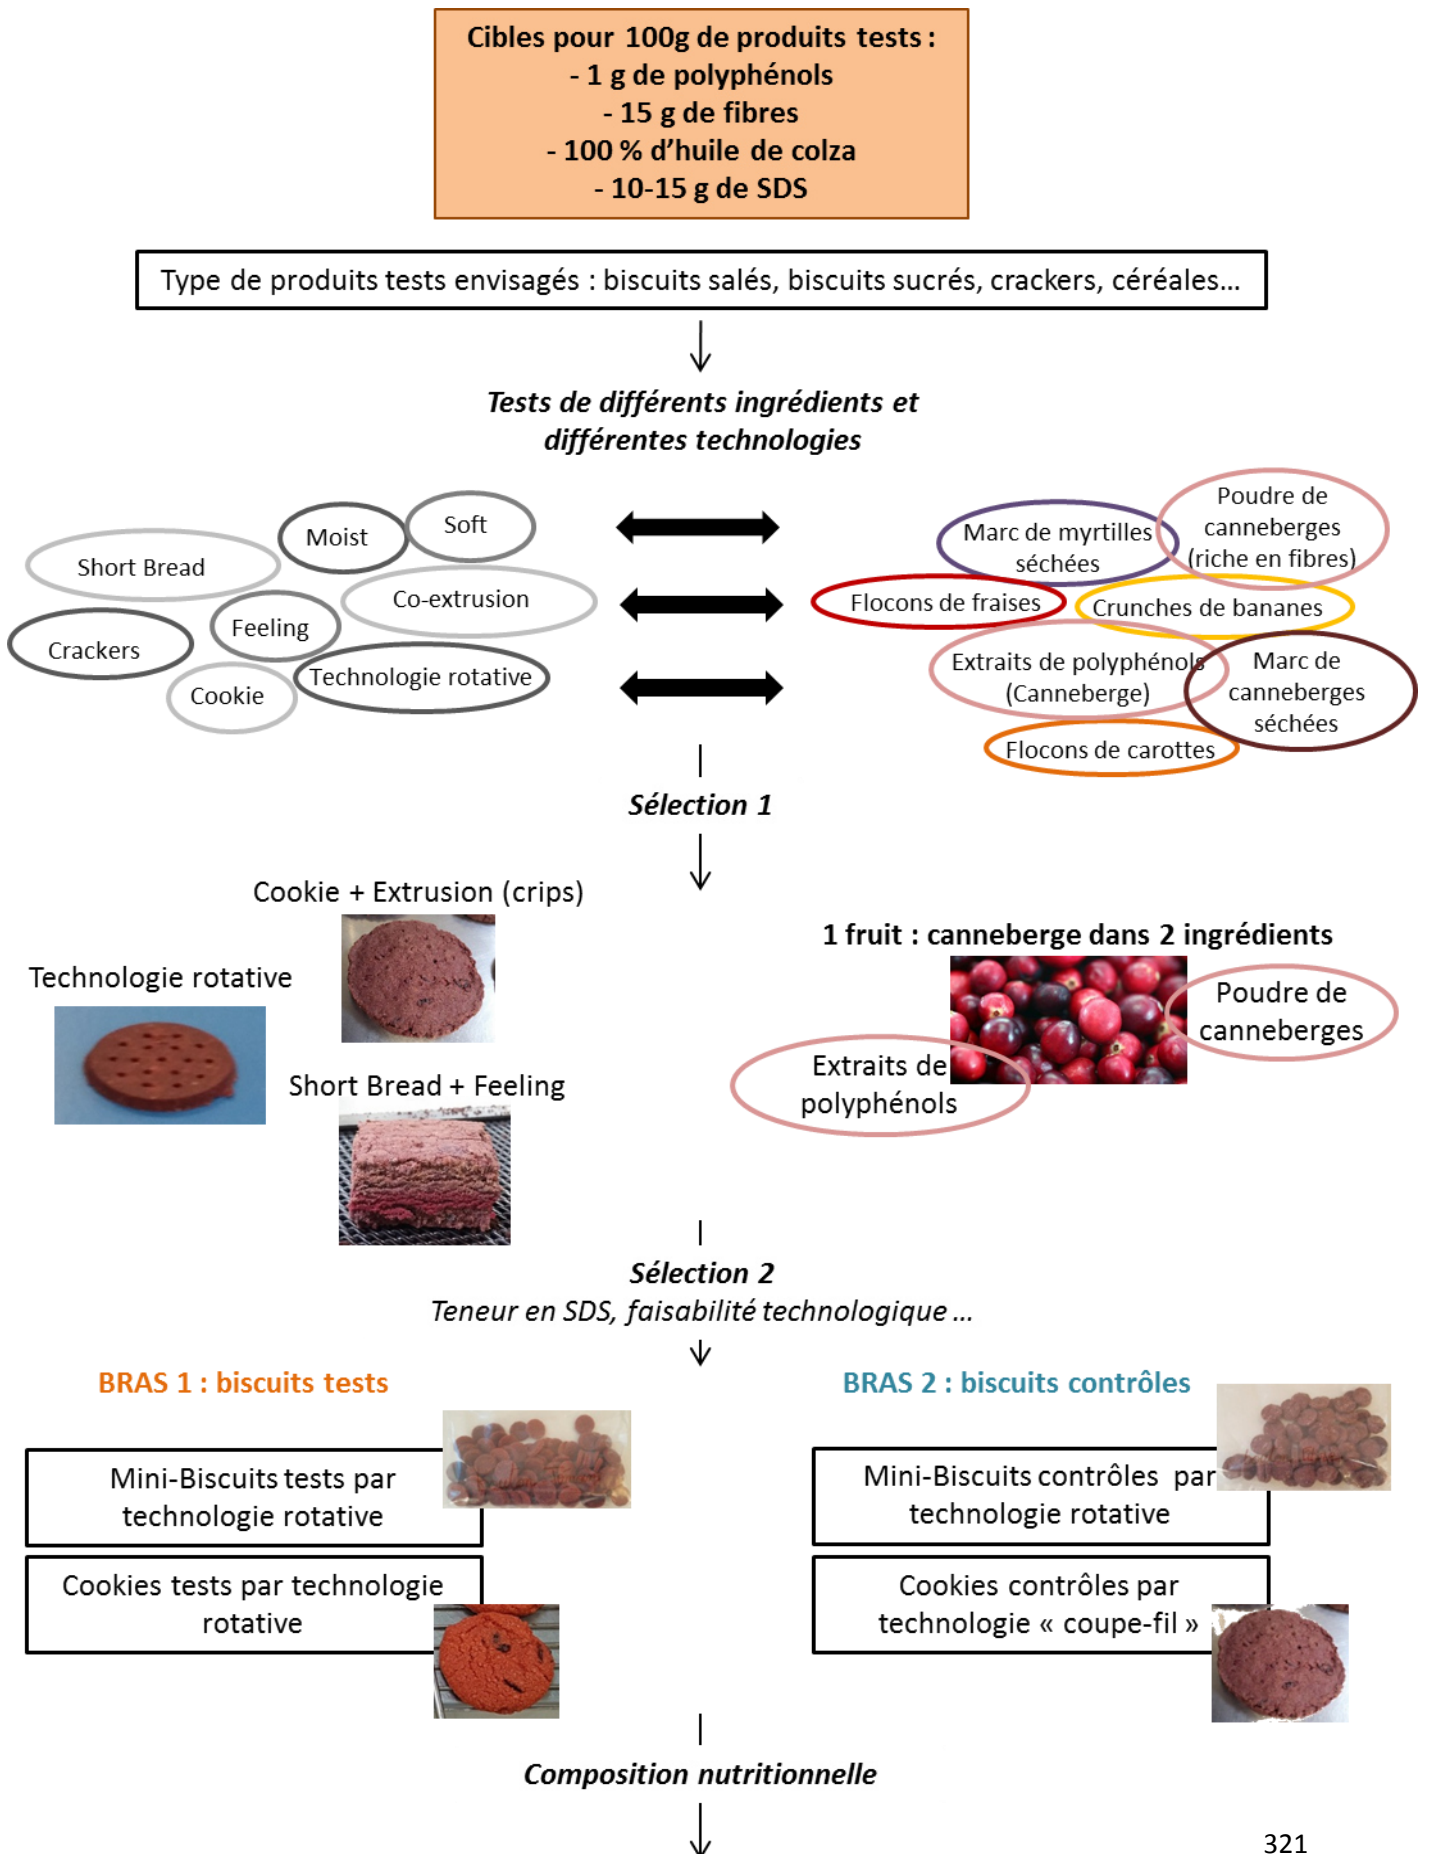 Cibles pour 100g de produits tests :
- 1 g de polyphénols
- 15 g de fibres
- 100 % d’huile de colza
- 10-15 g de SDS
Type de produits tests envisagés : biscuits salés, biscuits sucrés, crackers, céréales…
Tests de différents ingrédients et
différentes technologies
Short Bread
Moist
Soft
Co-extrusion
Feeling
Crackers
Cookie
Technologie rotative
Marc de myrtilles
séchées
Poudre de
canneberges
(riche en fibres)
Flocons de fraises
Crunches de bananes
Extraits de polyphénols
(Canneberge)
Marc de
canneberges
séchées
Flocons de carottes
Sélection 1
Cookie + Extrusion (crips)
Technologie rotative
Short Bread + Feeling
1 fruit : canneberge dans 2 ingrédients
Poudre de
canneberges
Extraits de
polyphénols
Sélection 2
Teneur en SDS, faisabilité technologique …
BRAS 1 : biscuits tests
Mini-Biscuits tests par
technologie rotative
Cookies tests par technologie
rotative
BRAS 2 : biscuits contrôles
Mini-Biscuits contrôles par
technologie rotative
Cookies contrôles par
technologie « coupe-fil »
Composition nutritionnelle
321